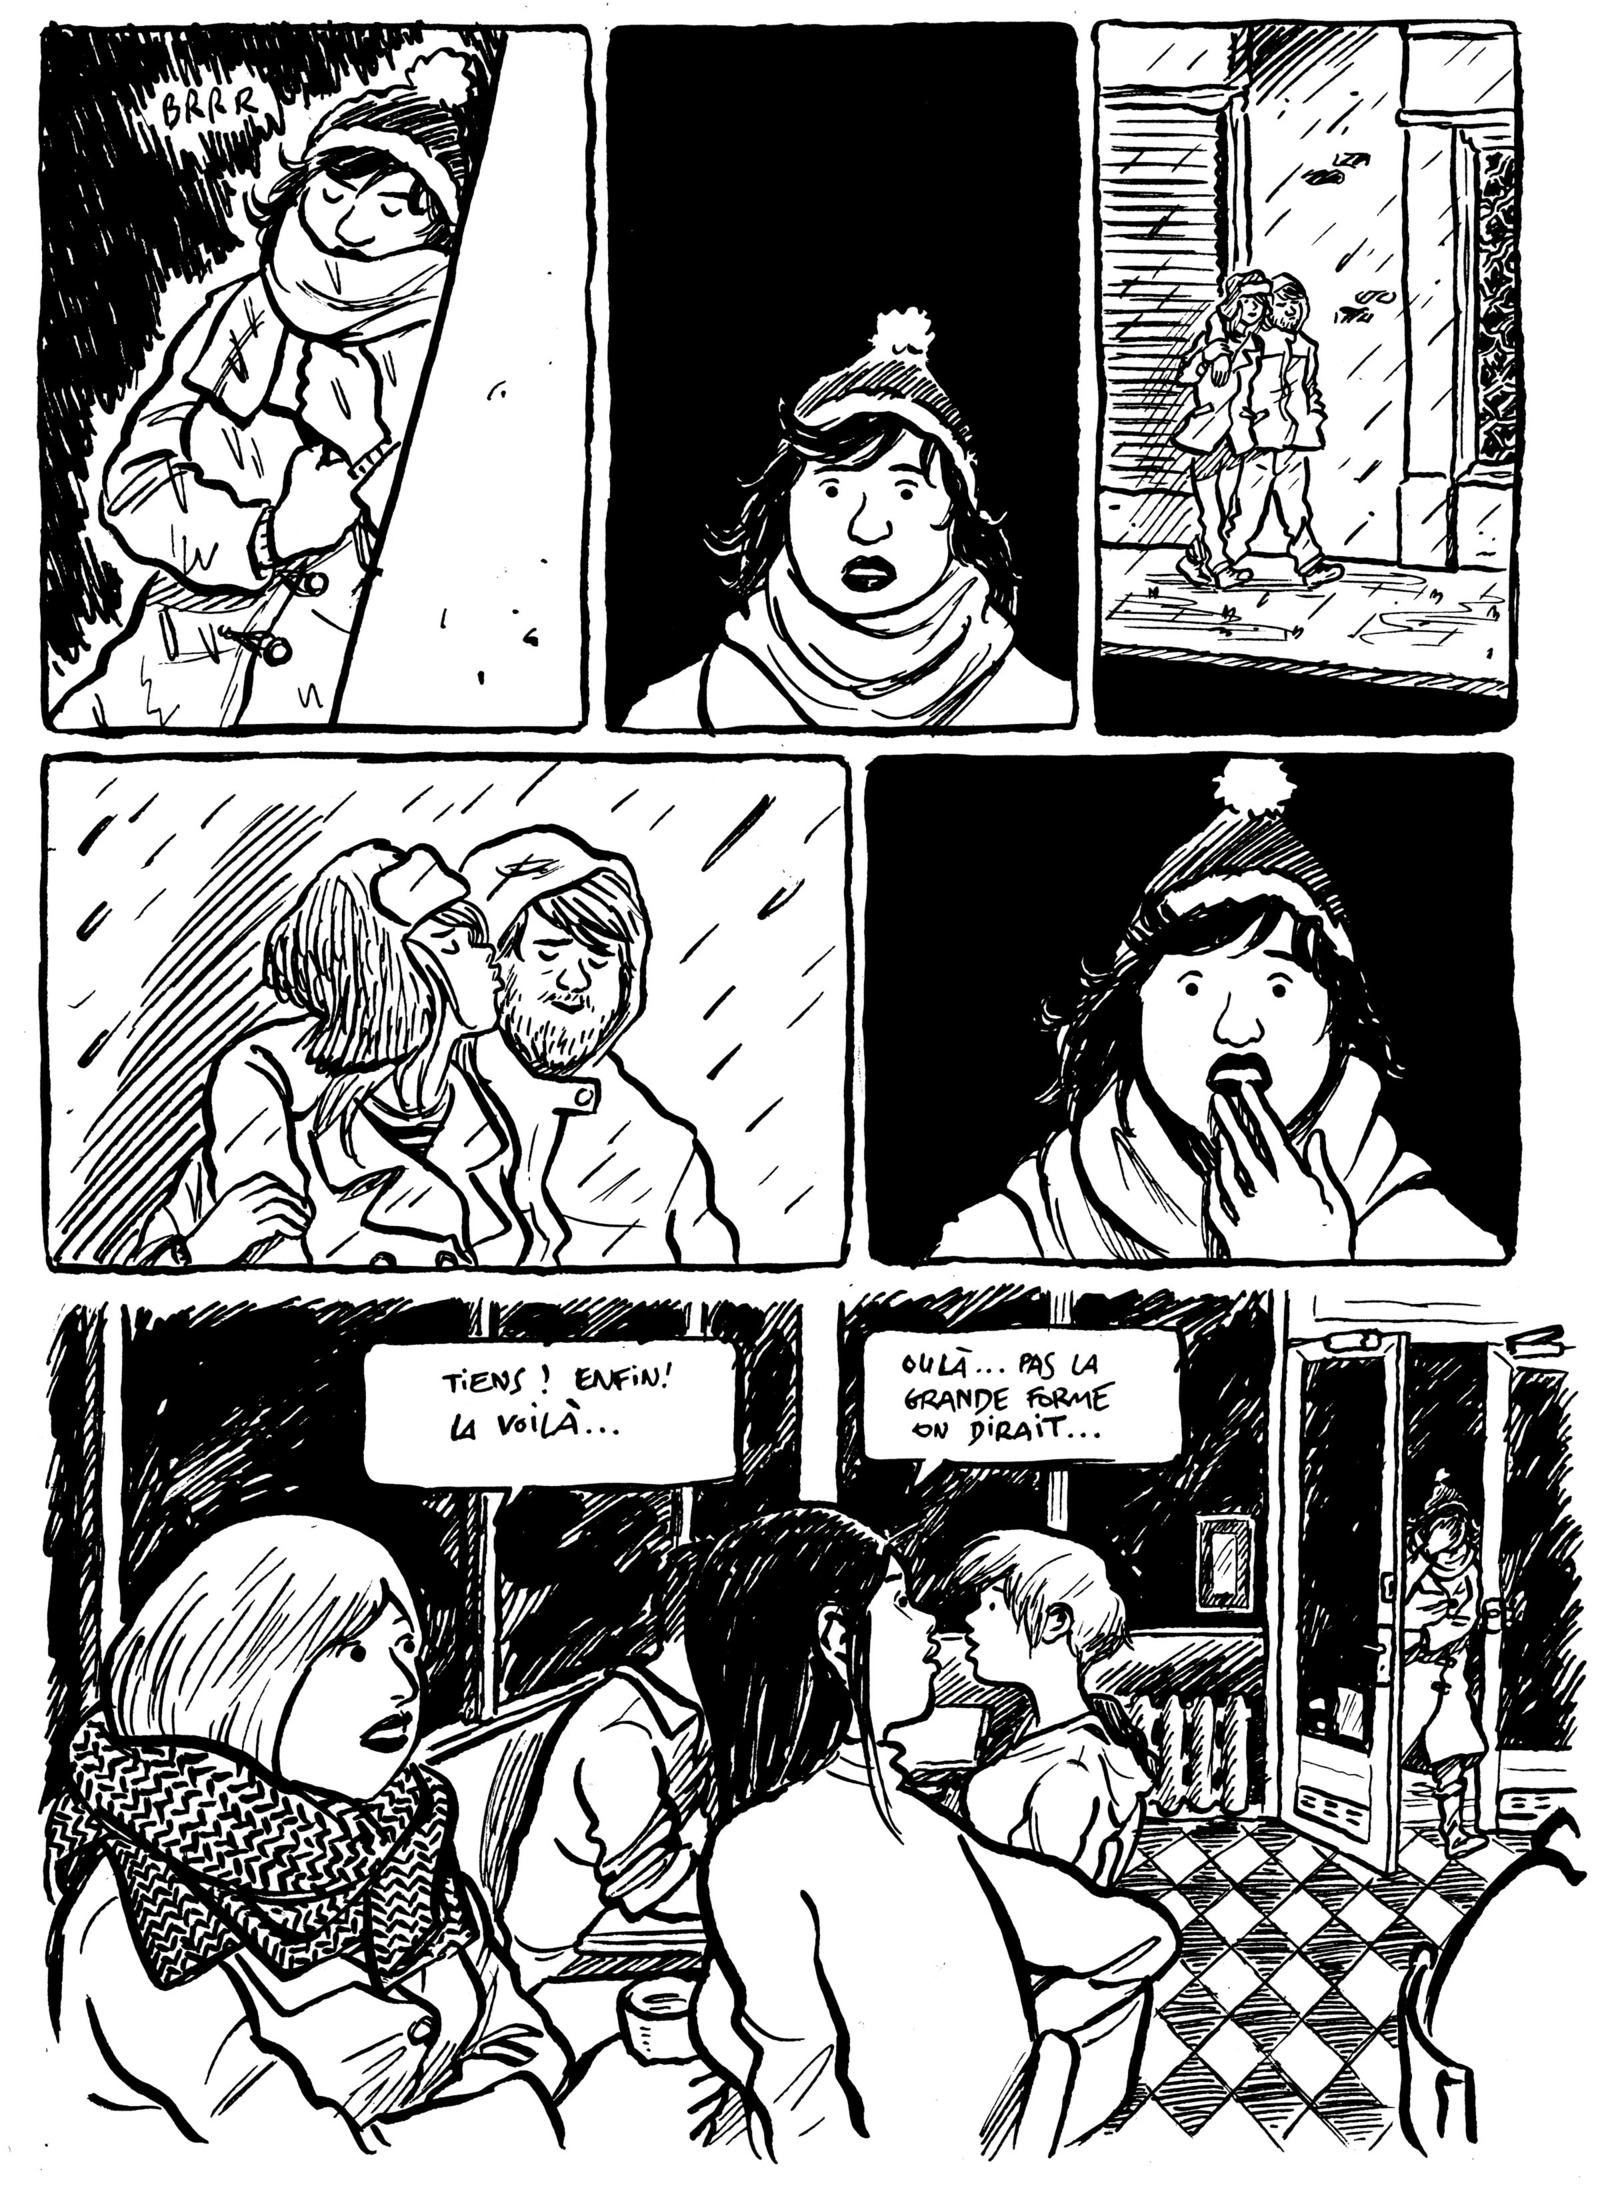 BRRR
TIENS ! ENFIN!
LA VOILÀ...
OULÀ... PAS LA
GRANDE FORME
ON DIRAIT...